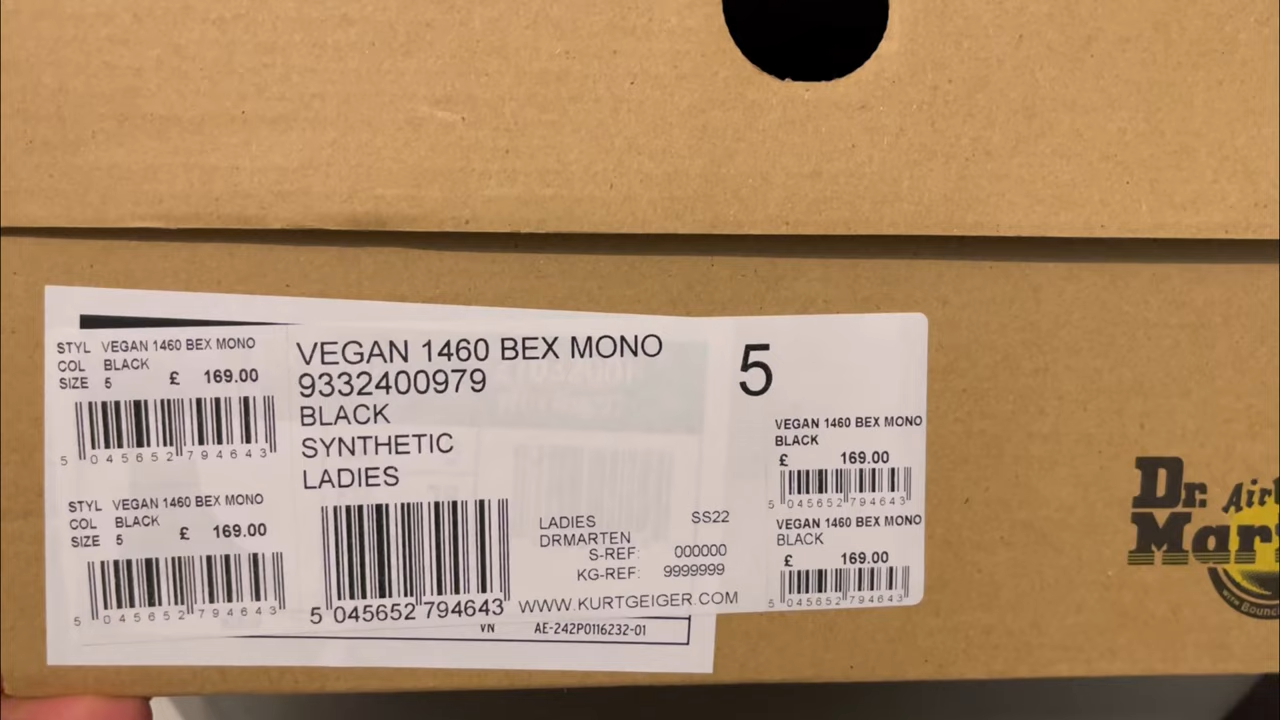 STYL VEGAN 1460 BEX MONO
COL BLACK
SIZE 5 £ 169.00
5 045652 794643
STYL VEGAN 1460 BEX MONO
COL BLACK
SIZE 5 £ 169.00
5 045652 794643
VEGAN 1460 BEX MONO
9332400979
BLACK
SYNTHETIC
LADIES
5 045652 794643
LADIES SS22
DRMARTEN
S-REF: 000000
KG-REF: 9999999
WWW.KURTGEIGER.COM
VN AE-242P0116232-01
5
VEGAN 1460 BEX MONO
BLACK
£ 169.00
5 045652 794643
VEGAN 1460 BEX MONO
BLACK
£ 169.00
5 045652 794643
Dr. Air
Mar
WITH Bounc